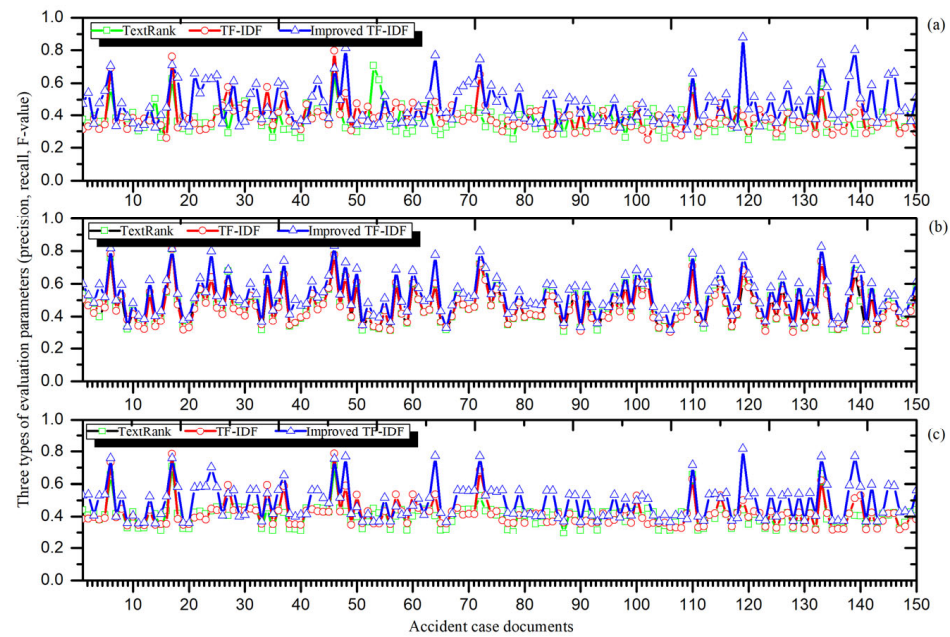 Three types of evaluation parameters (precision, recall, F-value)
1.0
0.8
0.6
0.4
0.2
0.0
TextRank TF-IDF Improved TF-IDF
(a)
10 20 30 40 50 60 70 80 90 100 110 120 130 140 150
1.0
0.8
0.6
0.4
0.2
0.0
TextRank TF-IDF Improved TF-IDF
(b)
10 20 30 40 50 60 70 80 90 100 110 120 130 140 150
1.0
0.8
0.6
0.4
0.2
0.0
TextRank TF-IDF Improved TF-IDF
(c)
10 20 30 40 50 60 70 80 90 100 110 120 130 140 150
Accident case documents